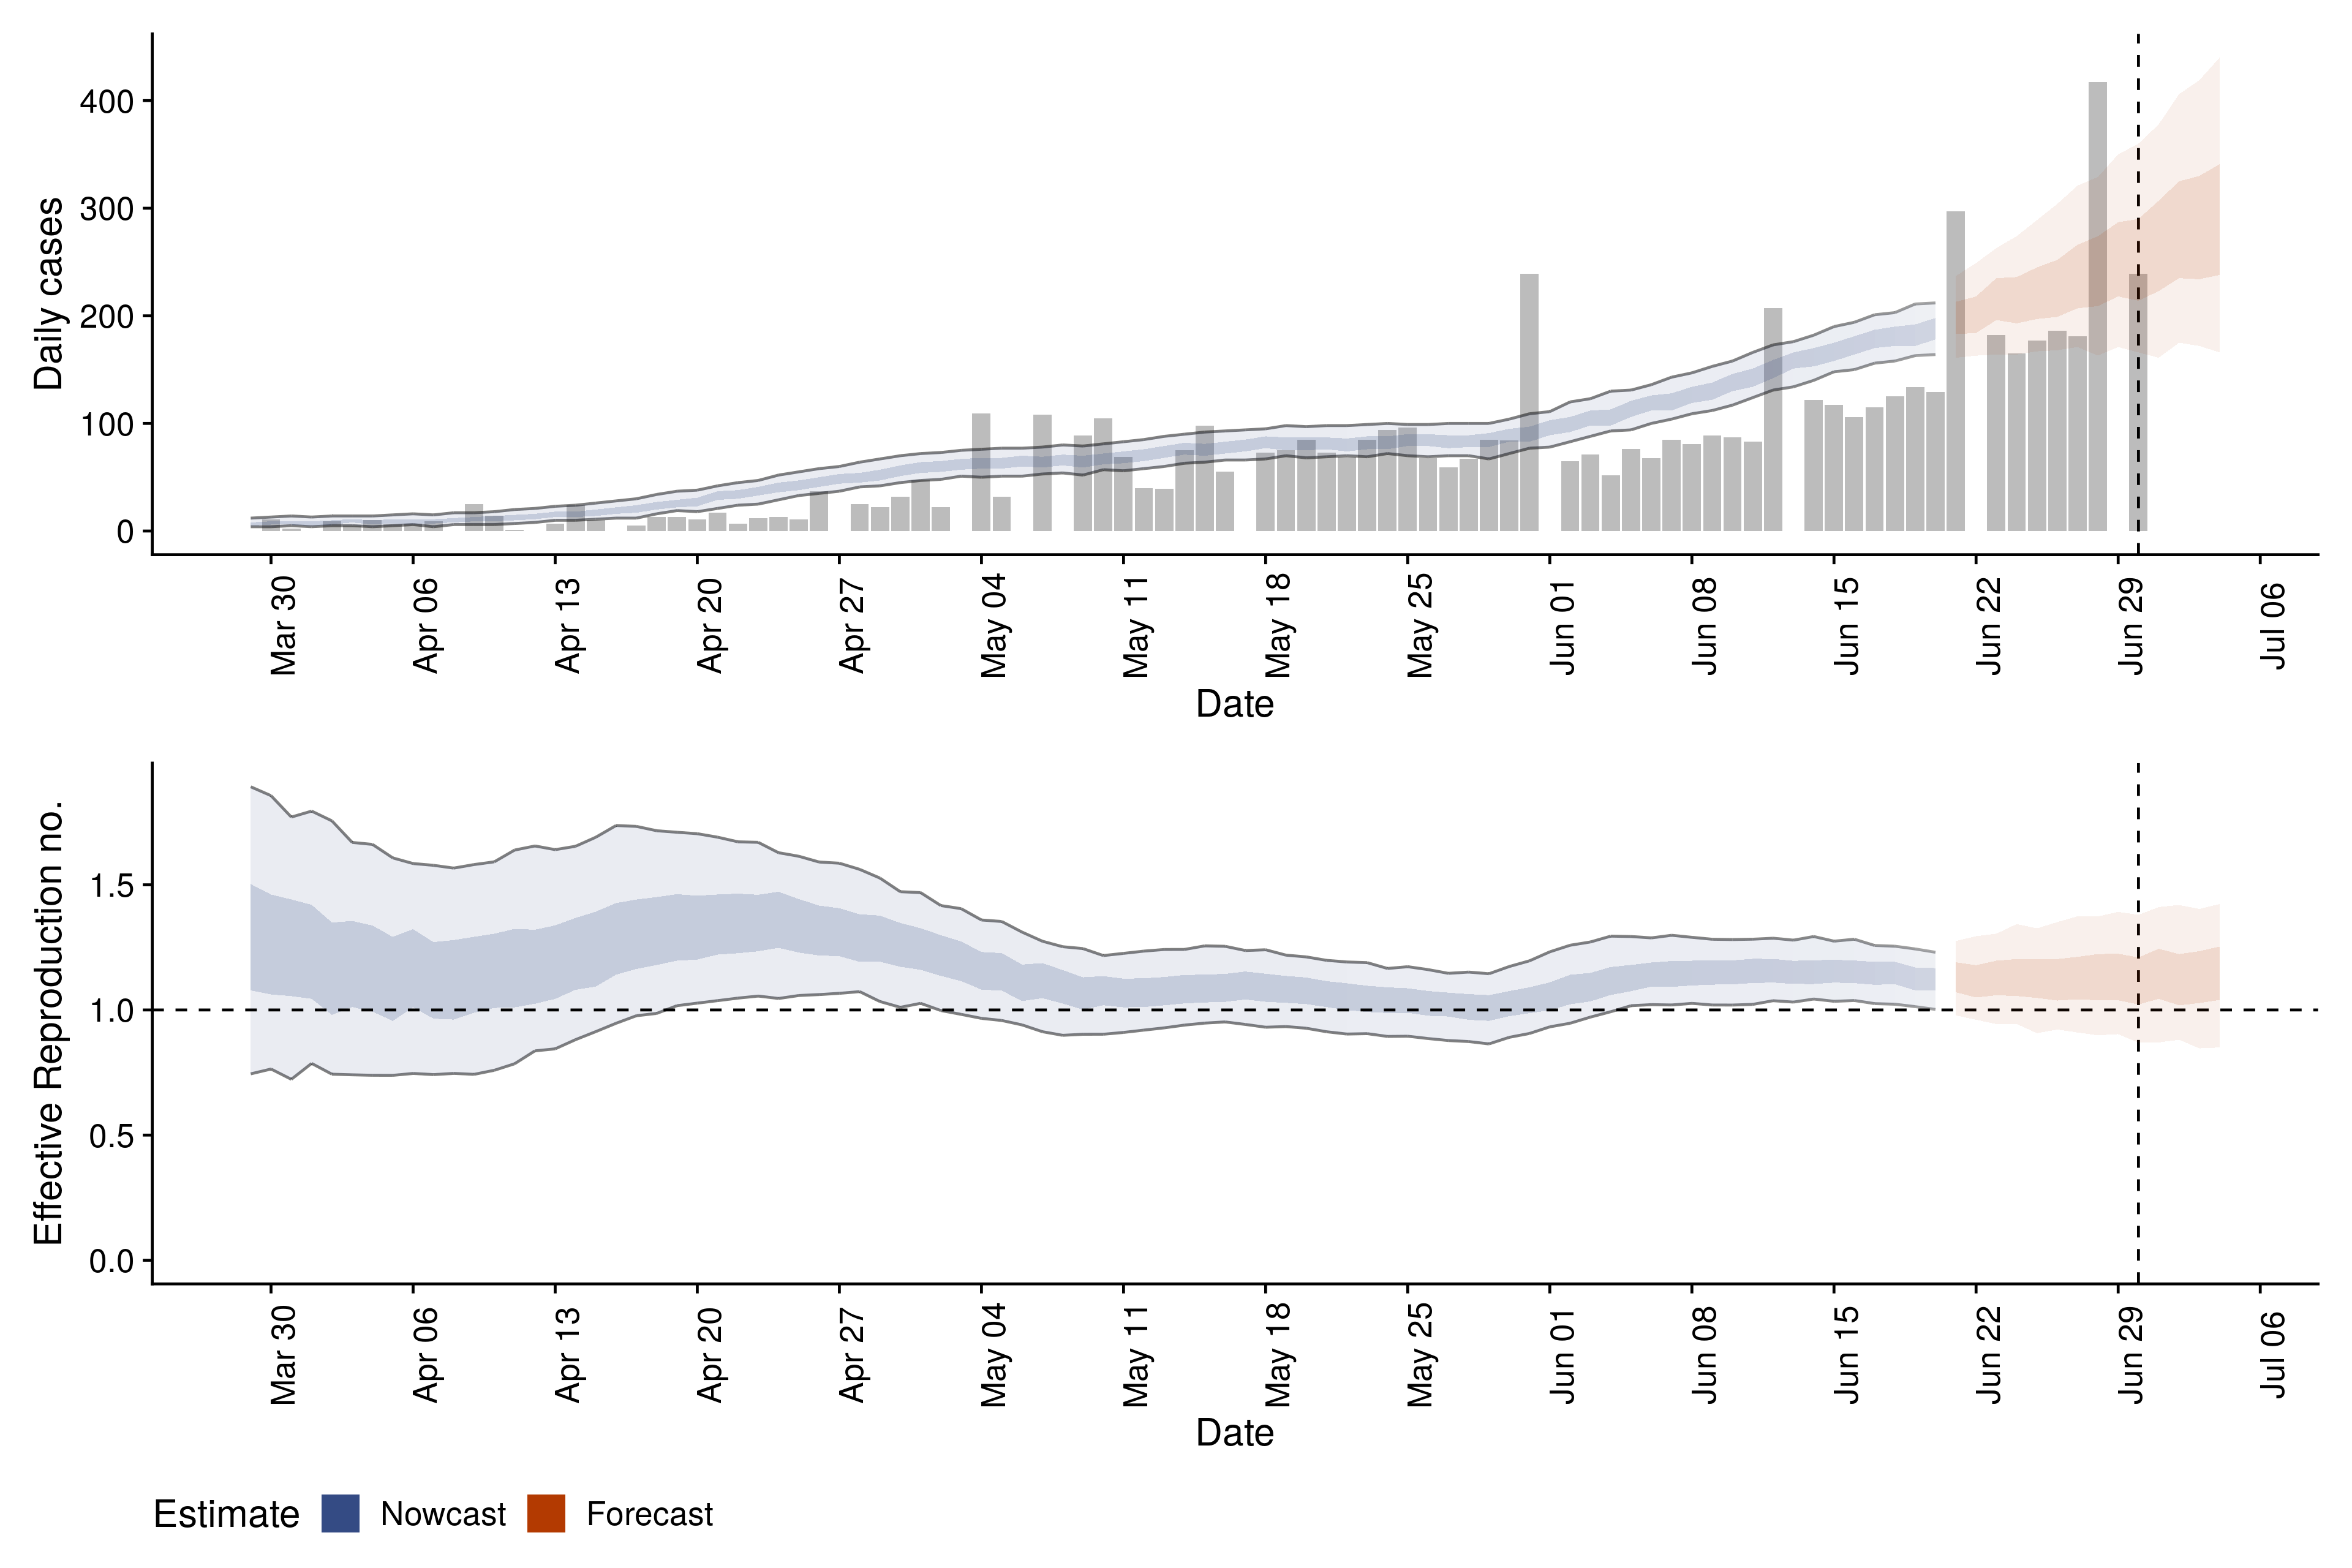 Daily cases
400
300
200
100
0
Mar 30
Apr 06
Apr 13
Apr 20
Apr 27
May 04
May 11
May 18
May 25
Jun 01
Jun 08
Jun 15
Jun 22
Jun 29
Jul 06
Date
Effective Reproduction no.
1.5
1.0
0.5
0.0
Mar 30
Apr 06
Apr 13
Apr 20
Apr 27
May 04
May 11
May 18
May 25
Jun 01
Jun 08
Jun 15
Jun 22
Jun 29
Jul 06
Date
Estimate Nowcast Forecast